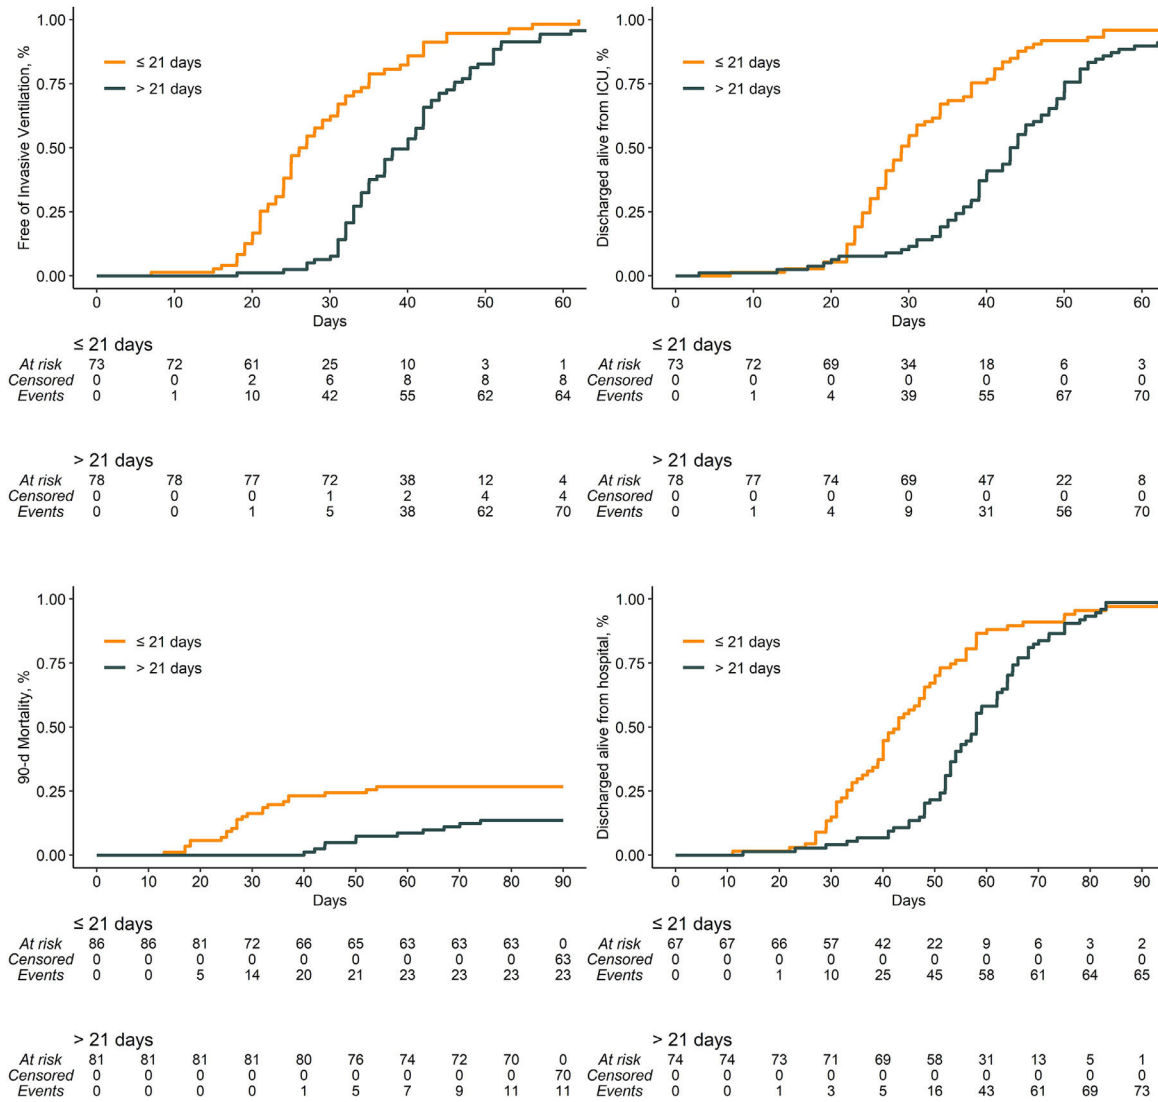 Free of Invasive Ventilation, %
1.00
0.75
0.50
0.25
0.00
≤ 21 days
> 21 days
0 10 20 30 40 50 60
Days
≤ 21 days
At risk 73 72 61 25 10 3 1
Censored 0 0 2 6 8 8 8
Events 0 1 10 42 55 62 64
> 21 days
At risk 78 78 77 72 38 12 4
Censored 0 0 0 1 2 4 4
Events 0 0 1 5 38 62 70
Discharged alive from ICU, %
1.00
0.75
0.50
0.25
0.00
≤ 21 days
> 21 days
0 10 20 30 40 50 60
Days
≤ 21 days
At risk 73 72 69 34 18 6 3
Censored 0 0 0 0 0 0 0
Events 0 1 4 39 55 67 70
> 21 days
At risk 78 77 74 69 47 22 8
Censored 0 0 0 0 0 0 0
Events 0 1 4 9 31 56 70
90-d Mortality, %
1.00
0.75
0.50
0.25
0.00
≤ 21 days
> 21 days
0 10 20 30 40 50 60 70 80 90
Days
≤ 21 days
At risk 86 86 81 72 66 65 63 63 63 0
Censored 0 0 0 0 0 0 0 0 0 63
Events 0 0 5 14 20 21 23 23 23 23
> 21 days
At risk 81 81 81 81 80 76 74 72 70 0
Censored 0 0 0 0 0 0 0 0 0 70
Events 0 0 0 0 1 5 7 9 11 11
Discharged alive from hospital, %
1.00
0.75
0.50
0.25
0.00
≤ 21 days
> 21 days
0 10 20 30 40 50 60 70 80 90
Days
≤ 21 days
At risk 67 67 66 57 42 22 9 6 3 2
Censored 0 0 0 0 0 0 0 0 0 0
Events 0 0 1 10 25 45 58 61 64 65
> 21 days
At risk 74 74 73 71 69 58 31 13 5 1
Censored 0 0 0 0 0 0 0 0 0 0
Events 0 0 1 3 5 16 43 61 69 73